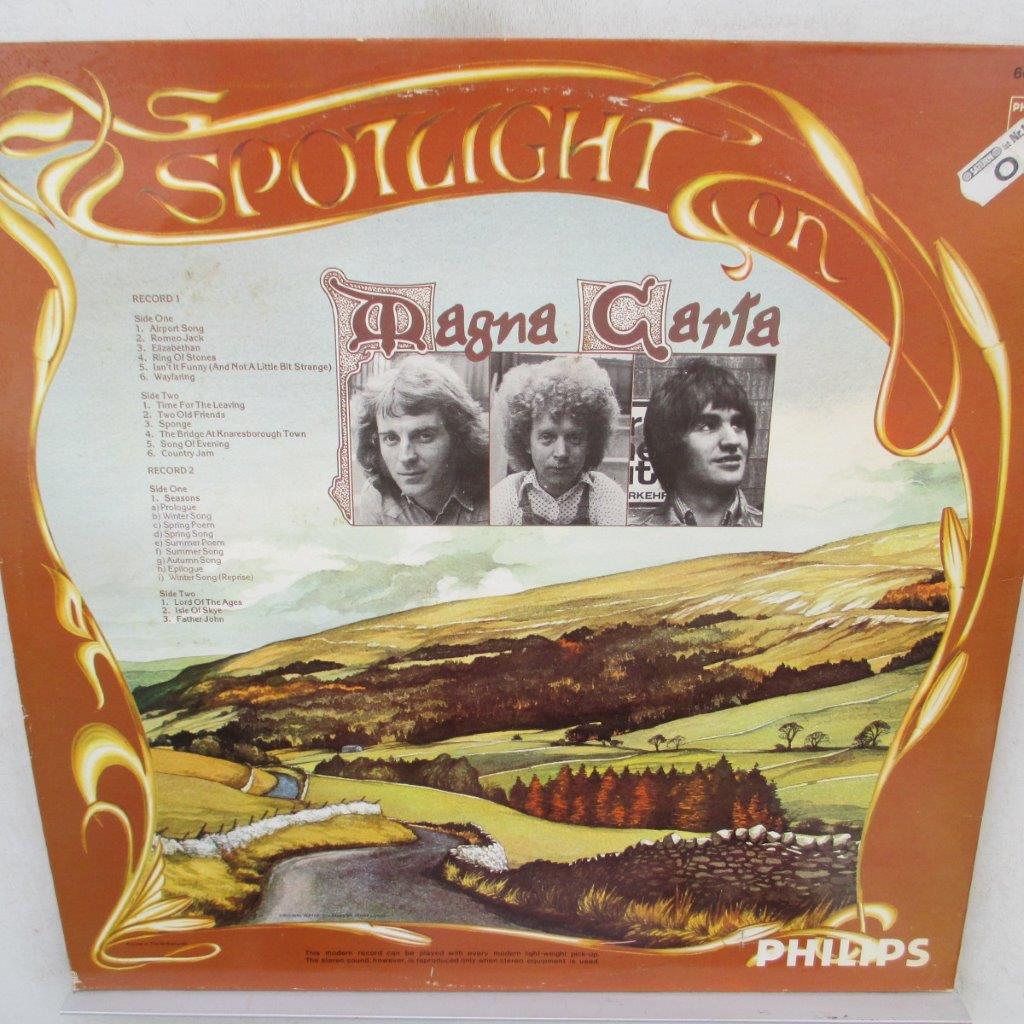 SPOTLIGHT
on
Magna Carta
SATURN ist Nr.
RECORD 1
Side One
1. Airport Song
2. Romeo Jack
3. Elizabethan
4. Ring Of Stones
5. Isn't It Funny (And Not A Little Bit Strange)
6. Wayfaring
Side Two
1. Time For The Leaving
2. Two Old Friends
3. Sponge
4. The Bridge At Knaresborough Town
5. Song Of Evening
6. Country Jam
RECORD 2
Side One
1. Seasons
a) Prologue
b) Winter Song
c) Spring Poem
d) Spring Song
e) Summer Poem
f) Summer Song
g) Autumn Song
h) Epilogue
i) Winter Song (Reprise)
Side Two
1. Lord Of The Ages
2. Isle Of Skye
3. Father John
RKEHR
This modern record can be played with every modern light-weight pick-up.
The stereo sound, however, is reproduced only when stereo equipment is used.
PHILIPS